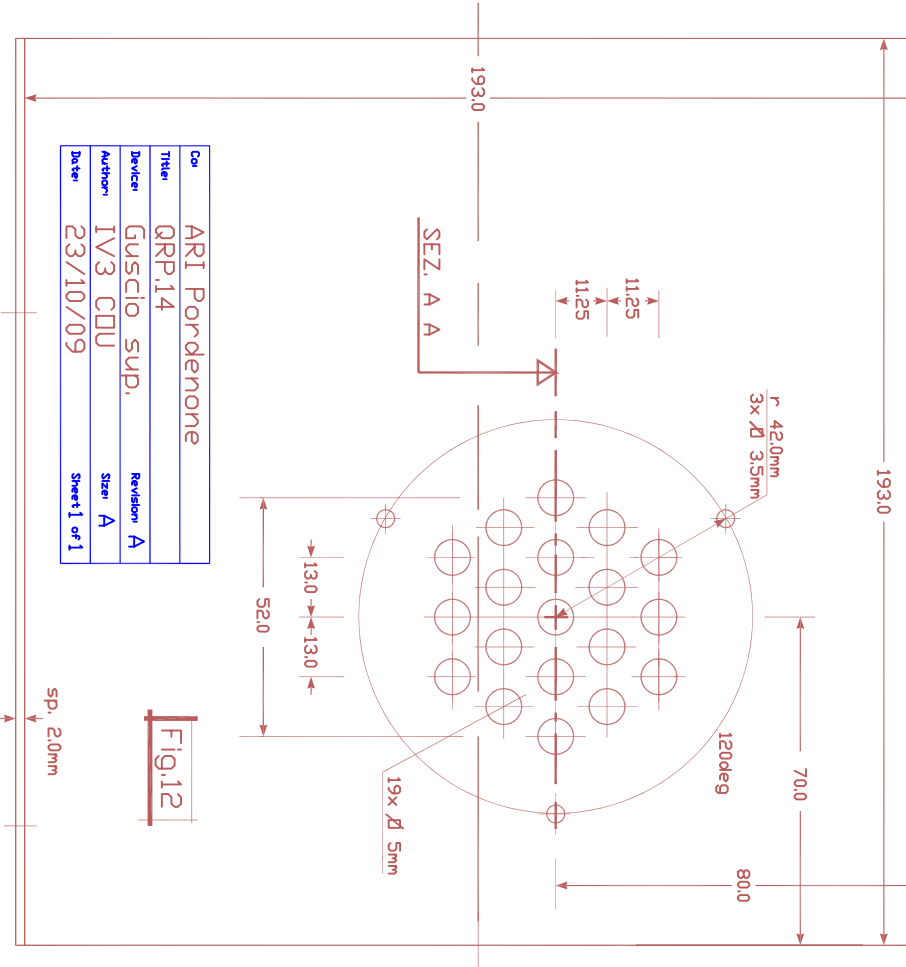 193.0
193.0
SEZ. A A
11.25
11.25
r 42.0mm
3x Ø 3.5mm
Co: ARI Pordenone
Title: QRP.14
Device: Guscio sup. Revision: A
Author: IV3 COU Size: A
Date: 23/10/09 Sheet 1 of 1
13.0
13.0
52.0
120deg
70.0
80.0
19x Ø 5mm
Fig.12
sp. 2.0mm